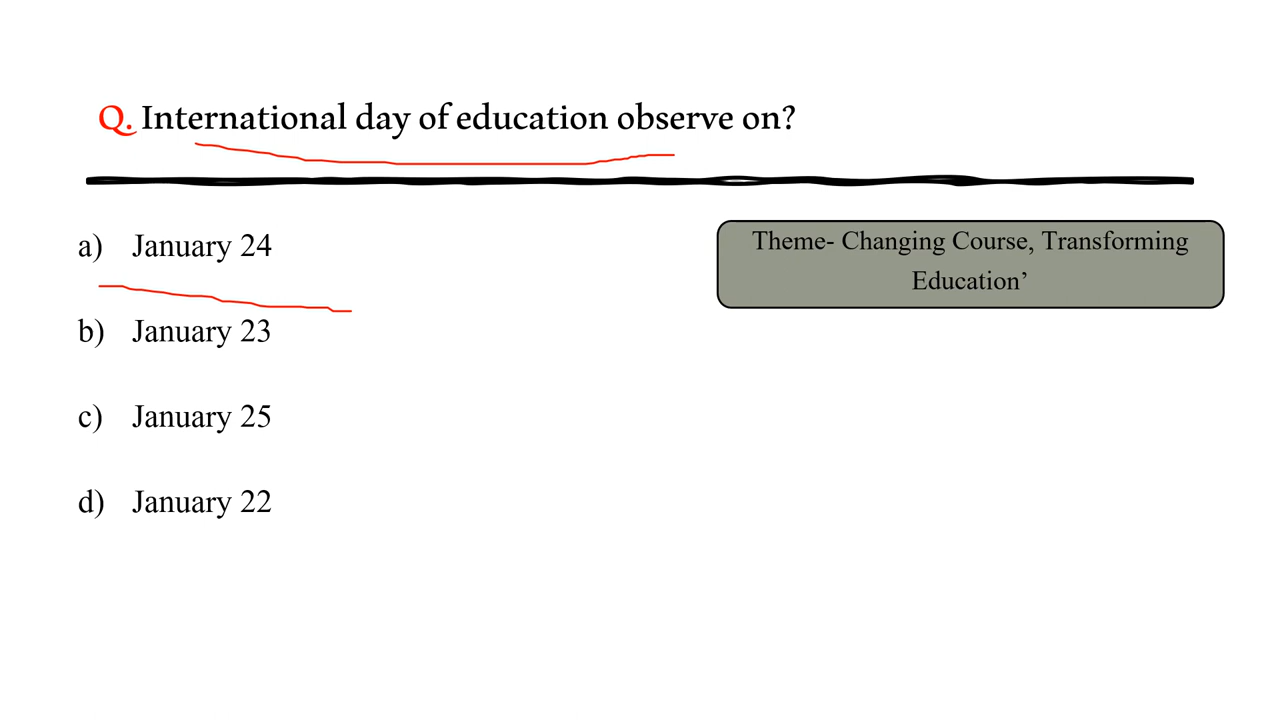 Q. International day of education observe on?
a) January 24
Theme- Changing Course, Transforming
Education’
b) January 23
c) January 25
d) January 22